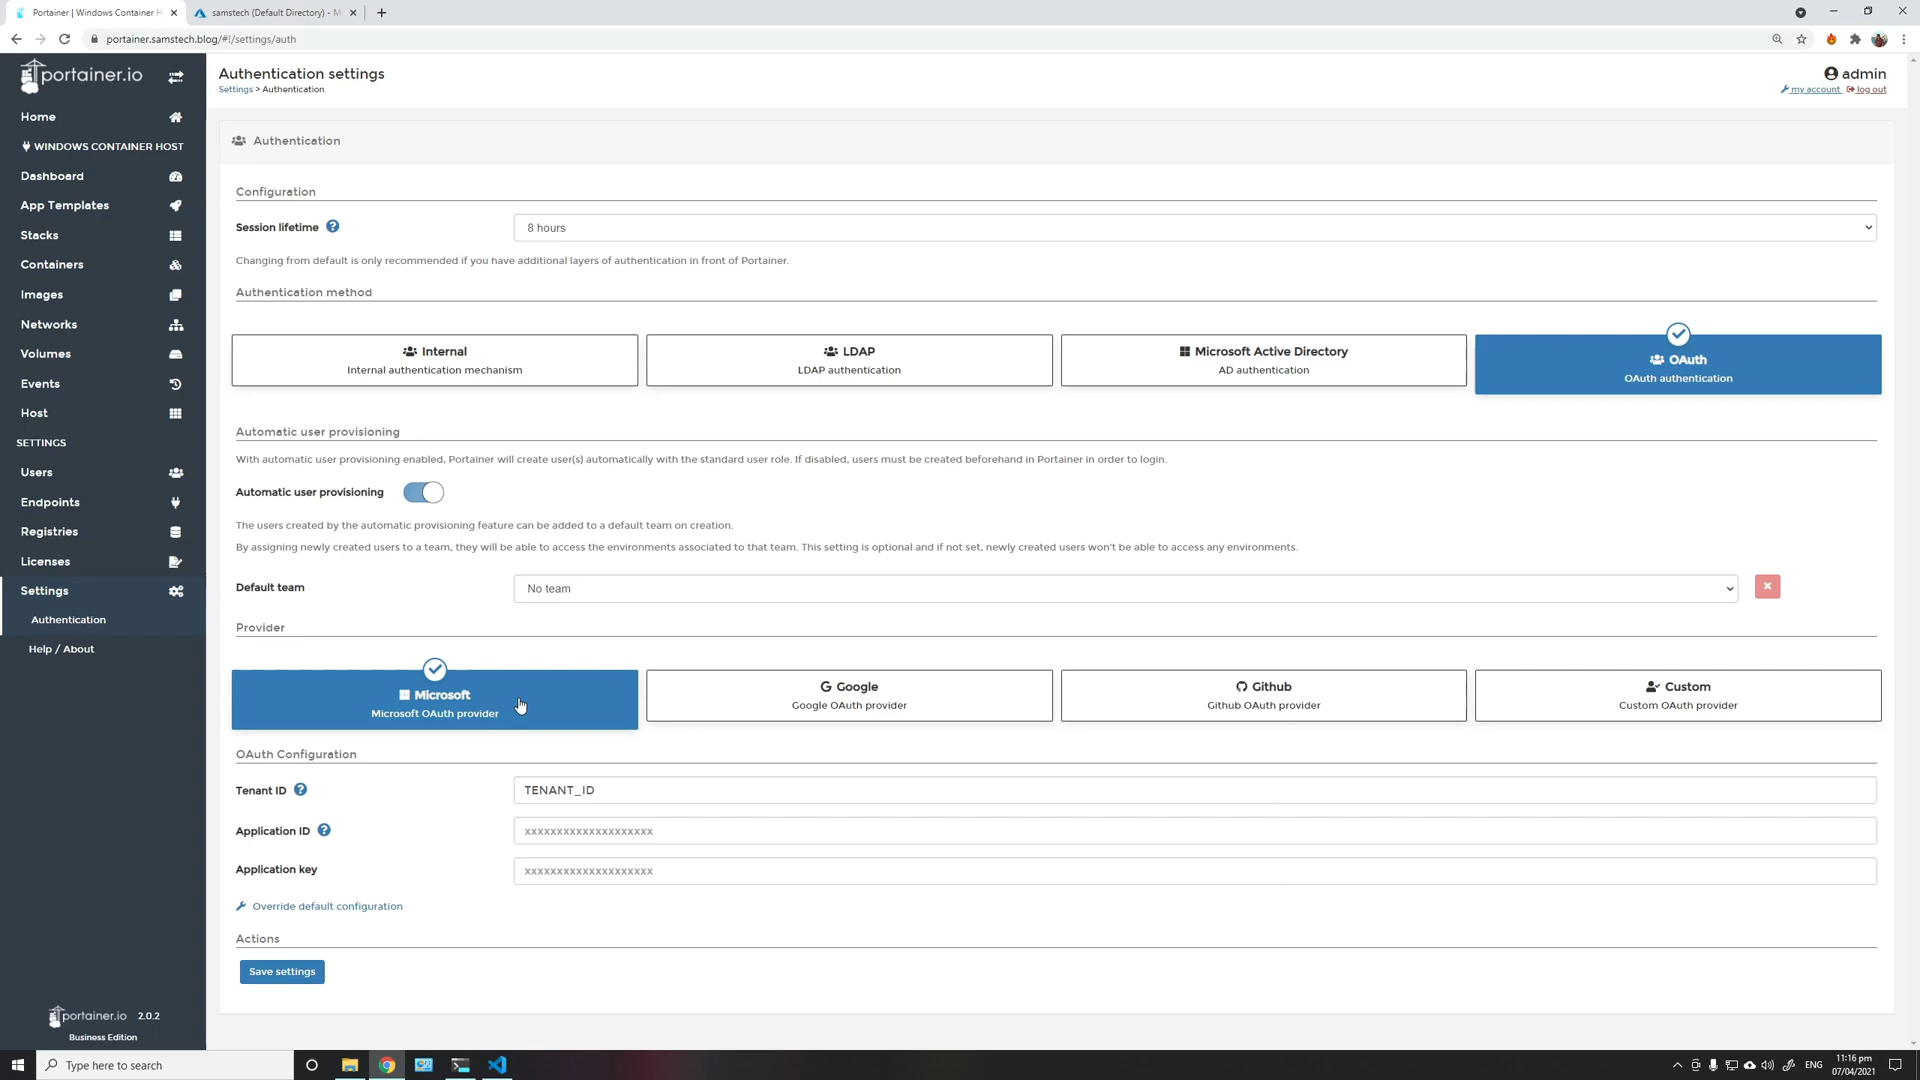 Portainer | Windows Container H
samstech (Default Directory) - M
portainer.samstech.blog/#!/settings/auth
portainer.io
Home
WINDOWS CONTAINER HOST
Dashboard
App Templates
Stacks
Containers
Images
Networks
Volumes
Events
Host
SETTINGS
Users
Endpoints
Registries
Licenses
Settings
Authentication
Help / About
portainer.io 2.0.2
Business Edition
Authentication settings
Settings > Authentication
admin
my account log out
Authentication
Configuration
Session lifetime
8 hours
Changing from default is only recommended if you have additional layers of authentication in front of Portainer.
Authentication method
Internal
Internal authentication mechanism
LDAP
LDAP authentication
Microsoft Active Directory
AD authentication
OAuth
OAuth authentication
Automatic user provisioning
With automatic user provisioning enabled, Portainer will create user(s) automatically with the standard user role. If disabled, users must be created beforehand in Portainer in order to login.
Automatic user provisioning
The users created by the automatic provisioning feature can be added to a default team on creation.
By assigning newly created users to a team, they will be able to access the environments associated to that team. This setting is optional and if not set, newly created users won't be able to access any environments.
Default team
No team
Provider
Microsoft
Microsoft OAuth provider
Google
Google OAuth provider
Github
Github OAuth provider
Custom
Custom OAuth provider
OAuth Configuration
Tenant ID
TENANT_ID
Application ID
xxxxxxxxxxxxxxxxxxxx
Application key
xxxxxxxxxxxxxxxxxxxx
Override default configuration
Actions
Save settings
Type here to search
ENG
11:16 pm
07/04/2021